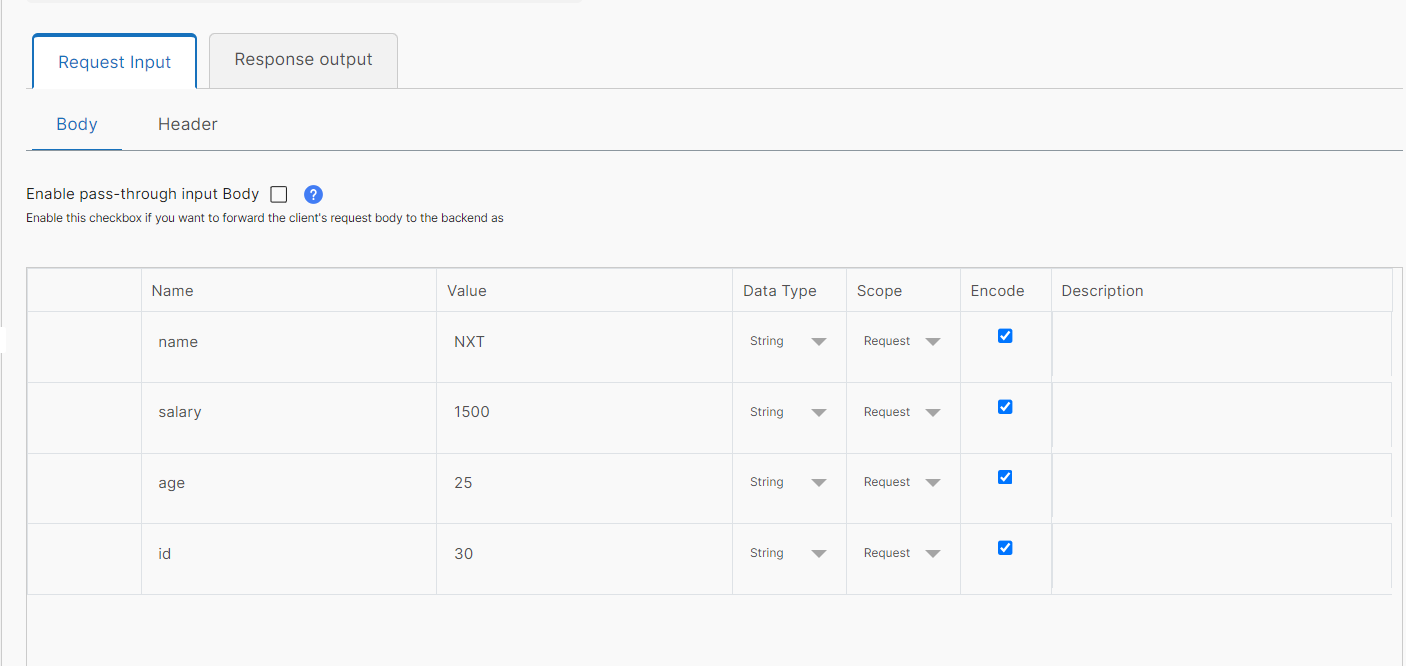 Request Input Response output
Body Header
Enable pass-through input Body ?
Enable this checkbox if you want to forward the client's request body to the backend as
Name Value Data Type Scope Encode Description
name NXT String Request
salary 1500 String Request
age 25 String Request
id 30 String Request